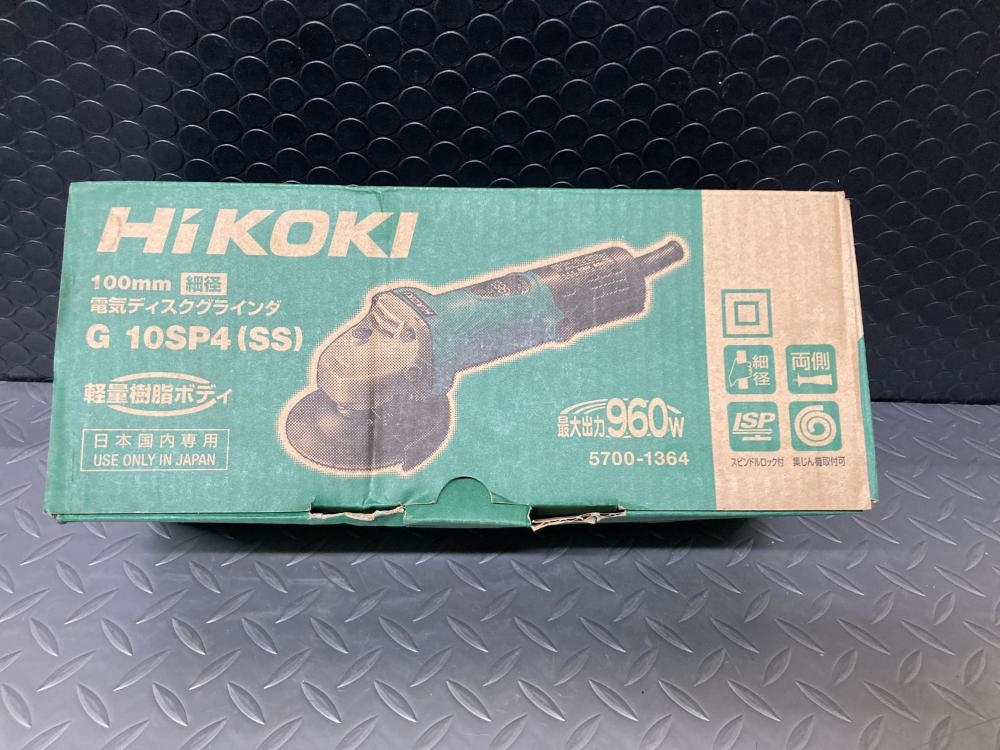 HiKOKI
100mm 細径
電気ディスクグラインダ
G 10SP4(SS)
軽量樹脂ボディ
日本国内専用
USE ONLY IN JAPAN
最大出力960W
5700-1364
細径
両側
LSP
スピンドルロック付
集じん機取付可